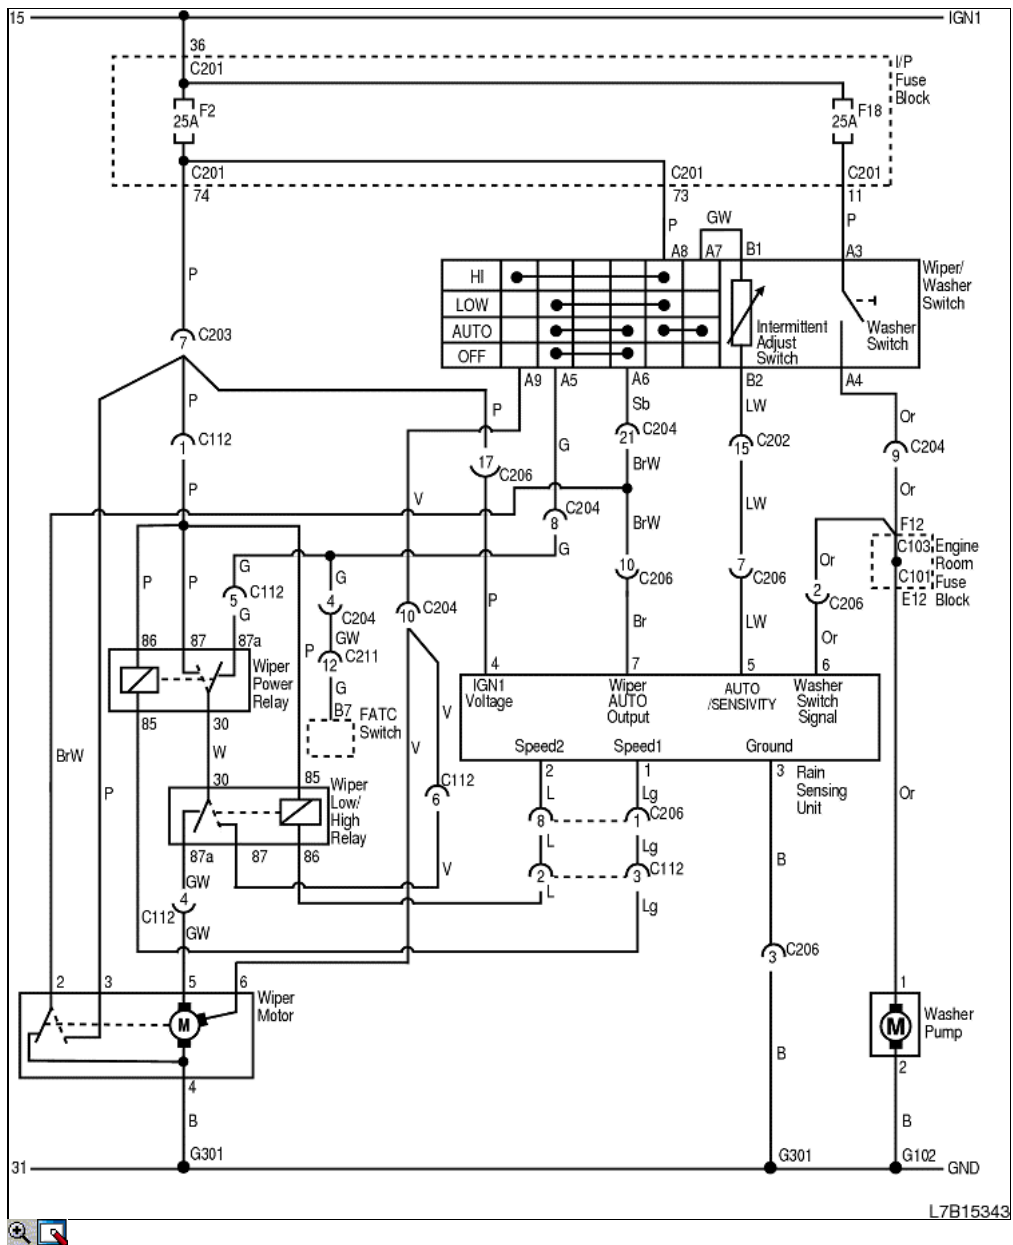 15 IGN1
36
C201
I/P
Fuse
Block
F2
25A
F18
25A
C201
74
C201
73
C201
11
P
GW
P
P
A8
A7
B1
A3
HI
LOW
AUTO
OFF
Intermittent
Adjust
Switch
Washer
Switch
Wiper/
Washer
Switch
C203
7
A9
A5
A6
B2
A4
P
P
Sb
LW
Or
C112
1
C204
21
C202
15
C204
9
G
17
C206
BrW
P
V
LW
Or
C204
8
BrW
F12
G
C103
Engine
Room
Fuse
Block
C101
E12
Or
2
C206
Or
10
C206
7
C206
P
P
G
C112
5
G
G
4
C204
C204
10
P
Br
LW
GW
C211
12
G
B7
FATC
Switch
P
86
87
87a
Wiper
Power
Relay
85
30
4
7
5
6
IGN1
Voltage
Wiper
AUTO
Output
AUTO
/SENSIVITY
Washer
Switch
Signal
Speed2
Speed1
Ground
2
1
3
Rain
Sensing
Unit
W
V
V
BrW
P
30
85
Wiper
Low/
High
Relay
87a
87
86
C112
6
V
L
Lg
8
1
C206
L
Lg
2
3
C112
L
Lg
B
Or
GW
4
C112
GW
C206
3
2
3
5
6
Wiper
Motor
M
4
1
Washer
Pump
M
2
B
B
B
G301
G301
G102
31 GND
L7B15343